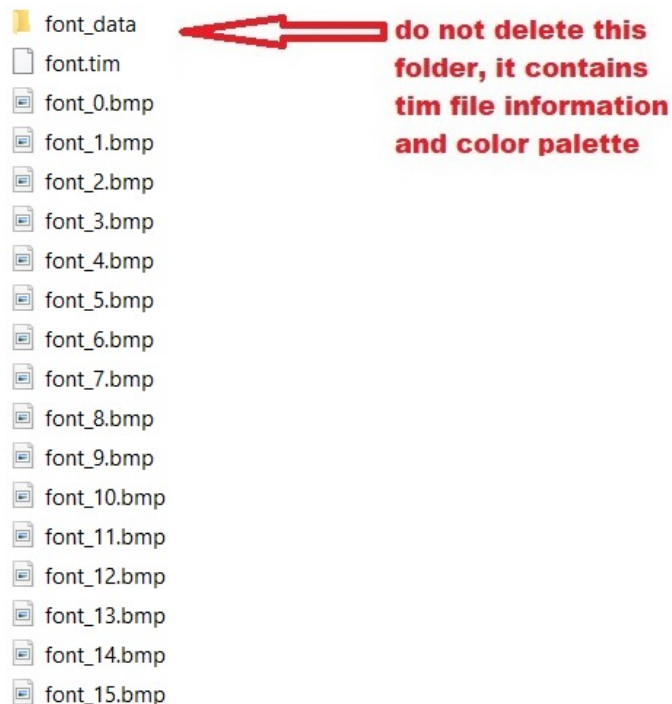 font_data
do not delete this
folder, it contains
tim file information
and color palette
font.tim
font_0.bmp
font_1.bmp
font_2.bmp
font_3.bmp
font_4.bmp
font_5.bmp
font_6.bmp
font_7.bmp
font_8.bmp
font_9.bmp
font_10.bmp
font_11.bmp
font_12.bmp
font_13.bmp
font_14.bmp
font_15.bmp